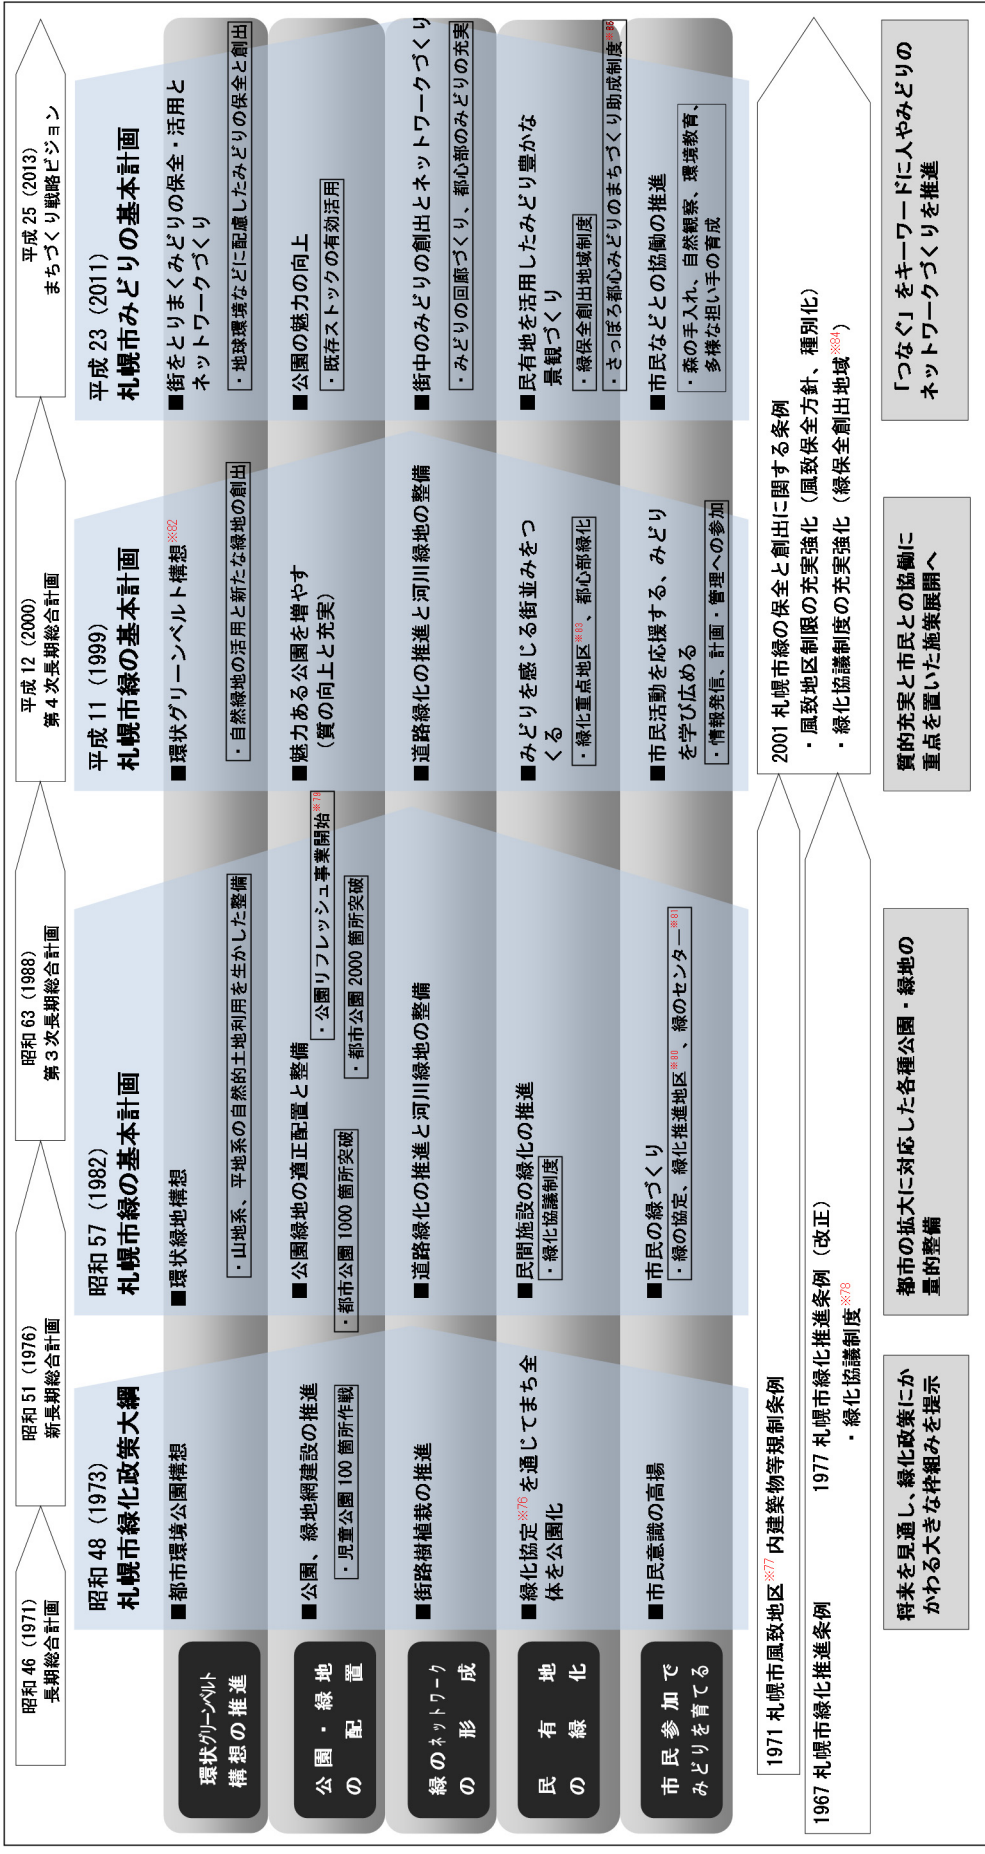 昭和 46（1971）
長期総合計画
昭和 51（1976）
新長期総合計画
昭和 63（1988）
第３次長期総合計画
平成 12（2000）
第４次長期総合計画
平成 25（2013）
まちづくり戦略ビジョン
昭和 48（1973）
札幌市緑化政策大綱
昭和 57（1982）
札幌市緑の基本計画
平成 11（1999）
札幌市緑の基本計画
平成 23（2011）
札幌市みどりの基本計画
環状グリーンベルト
構想の推進
■都市環境公園構想
■環状緑地構想
・山地系、平地系の自然的土地利用を生かした整備
■環状グリーンベルト構想※82
・自然緑地の活用と新たな緑地の創出
■街をとりまくみどりの保全・活用と
ネットワークづくり
・地球環境などに配慮したみどりの保全と創出
公園・緑地
の配置
■公園、緑地網建設の推進
・児童公園 100 箇所作戦
■公園緑地の適正配置と整備
・都市公園 1000 箇所突破
・公園リフレッシュ事業開始※79
・都市公園 2000 箇所突破
■魅力ある公園を増やす
（質の向上と充実）
■公園の魅力の向上
・既存ストックの有効活用
緑のネットワーク
の形成
■街路樹植栽の推進
■道路緑化の推進と河川緑地の整備
■道路緑化の推進と河川緑地の整備
■街中のみどりの創出とネットワークづくり
・みどりの回廊づくり、都心部のみどりの充実
民有地
の緑化
■緑化協定※76 を通じてまち全
体を公園化
■民間施設の緑化の推進
・緑化協議制度
■みどりを感じる街並みをつ
くる
・緑化重点地区※83、都心部緑化
■民有地を活用したみどり豊かな
景観づくり
・緑保全創出地域制度
・さっぽろ都心みどりのまちづくり助成制度※86
市民参加で
みどりを育てる
■市民意識の高揚
■市民の緑づくり
・緑の協定、緑化推進地区※80、緑のセンター※81
■市民活動を応援する、みどり
を学び広める
・情報発信、計画・管理への参加
■市民などとの協働の推進
・森の手入れ、自然観察、環境教育、
多様な担い手の育成
1971 札幌市風致地区※77 内建築物等規制条例
1967 札幌市緑化推進条例
1977 札幌市緑化推進条例（改正）
・緑化協議制度※78
2001 札幌市緑の保全と創出に関する条例
・風致地区制限の充実強化（風致保全方針、種別化）
・緑化協議制度の充実強化（緑保全創出地域※84）
将来を見通し、緑化政策にか
かわる大きな枠組みを提示
都市の拡大に対応した各種公園・緑地の
量的整備
質的充実と市民との協働に
重点を置いた施策展開へ
「つなぐ」をキーワードに人やみどりの
ネットワークづくりを推進